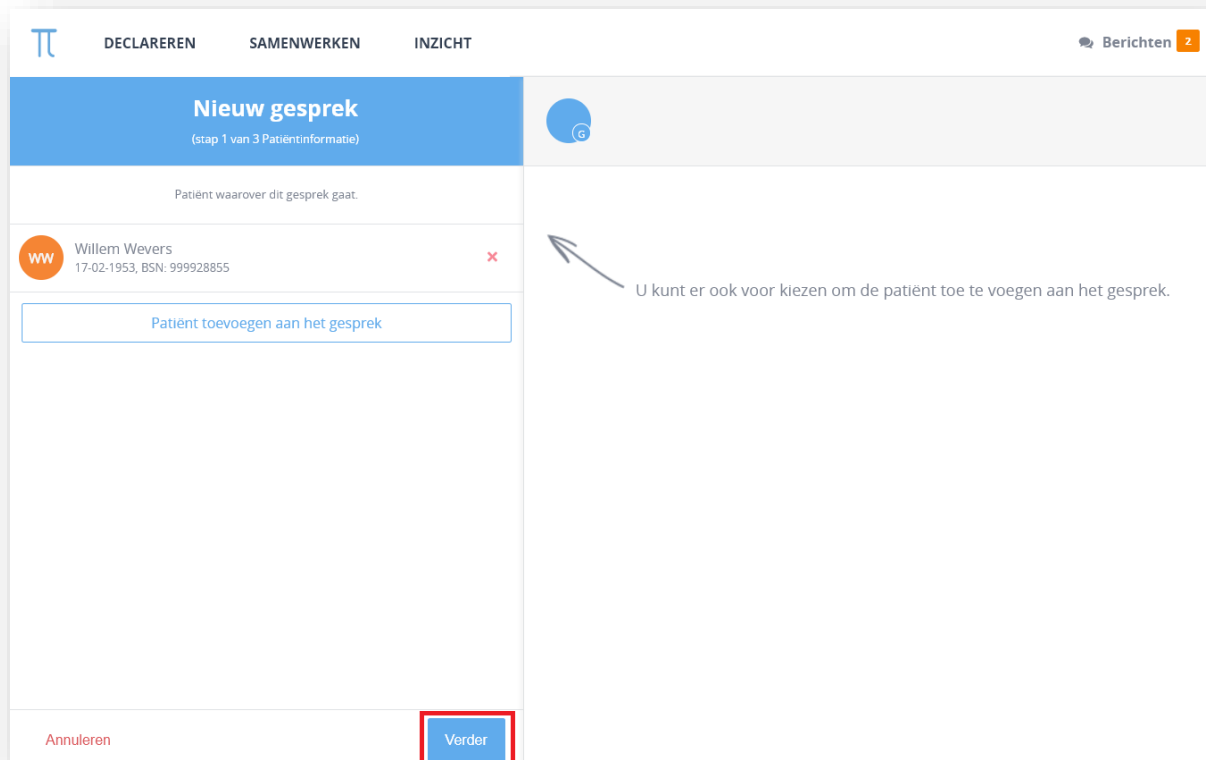 DECLAREREN SAMENWERKEN INZICHT Berichten 2
Nieuw gesprek
(stap 1 van 3 Patiëntinformatie)
G
Patiënt waarover dit gesprek gaat.
WW Willem Wevers
17-02-1953, BSN: 999928855
Patiënt toevoegen aan het gesprek
U kunt er ook voor kiezen om de patiënt toe te voegen aan het gesprek.
Annuleren Verder